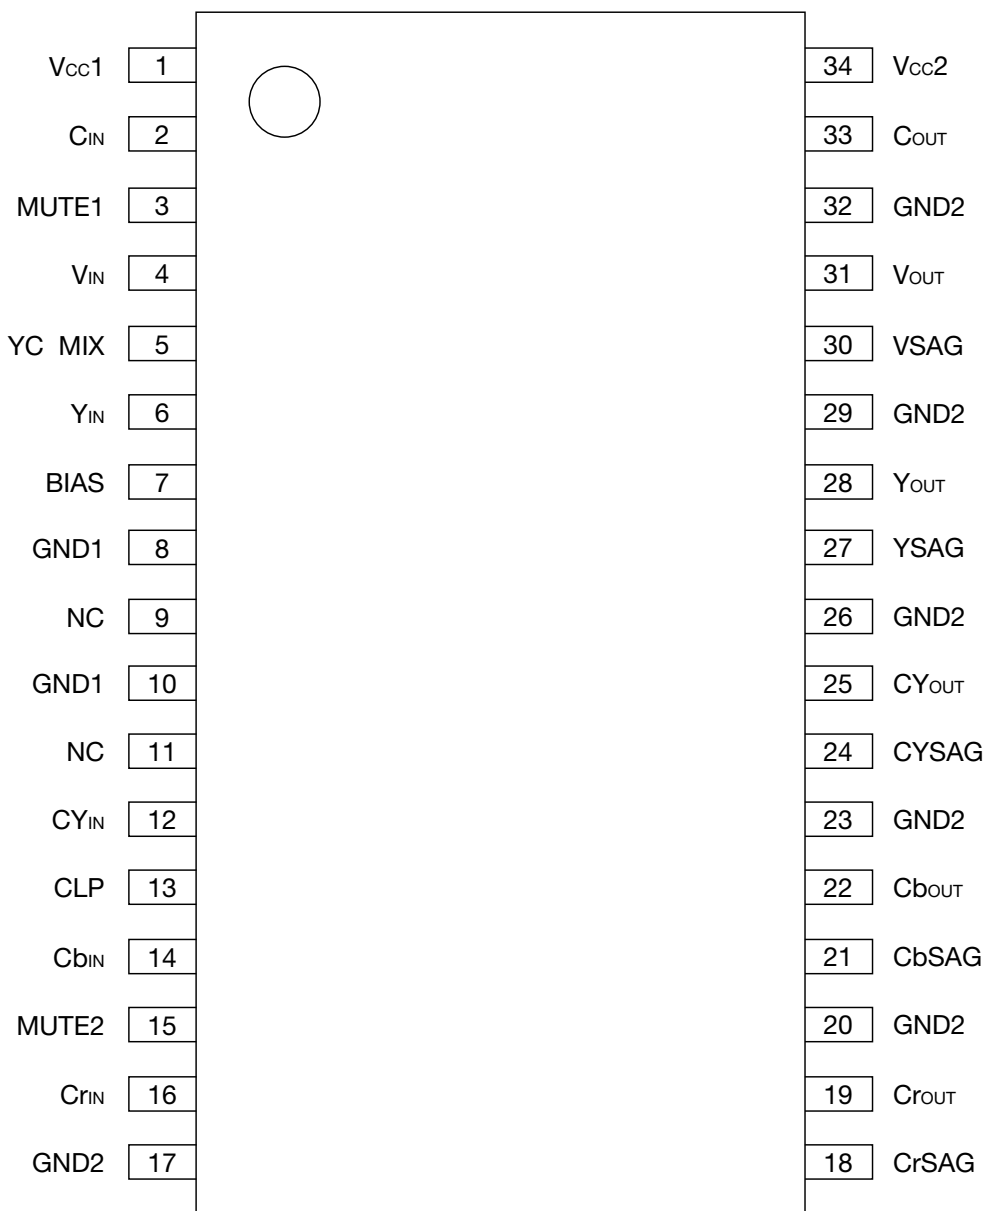 Vcc1 1 34 Vcc2
CIN 2 33 COUT
MUTE1 3 32 GND2
VIN 4 31 VOUT
YC MIX 5 30 VSAG
YIN 6 29 GND2
BIAS 7 28 YOUT
GND1 8 27 YSAG
NC 9 26 GND2
GND1 10 25 CYOUT
NC 11 24 CYSAG
CYIN 12 23 GND2
CLP 13 22 CbOUT
CbIN 14 21 CbSAG
MUTE2 15 20 GND2
CrIN 16 19 CrOUT
GND2 17 18 CrSAG